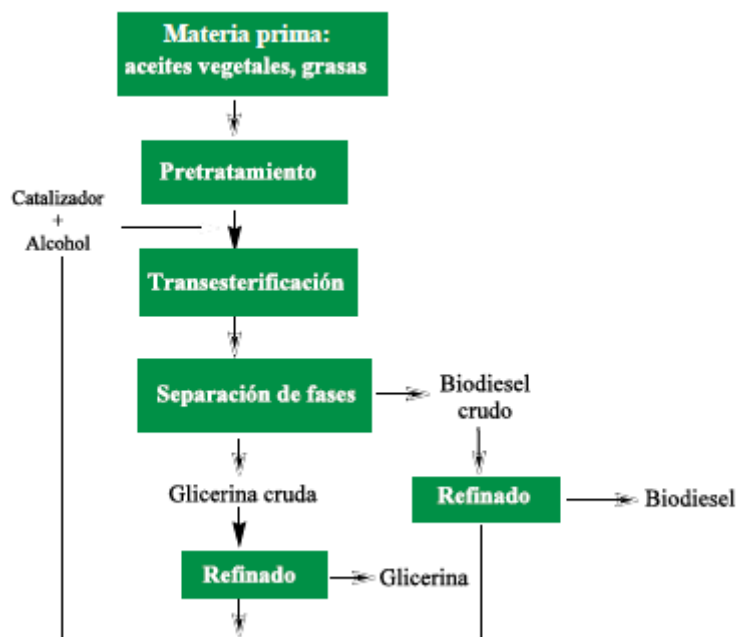 Materia prima:
aceites vegetales, grasas
Pretratamiento
Catalizador
+
Alcohol
Transesterificación
Separación de fases
Biodiesel
crudo
Glicerina cruda
Refinado
Biodiesel
Refinado
Glicerina